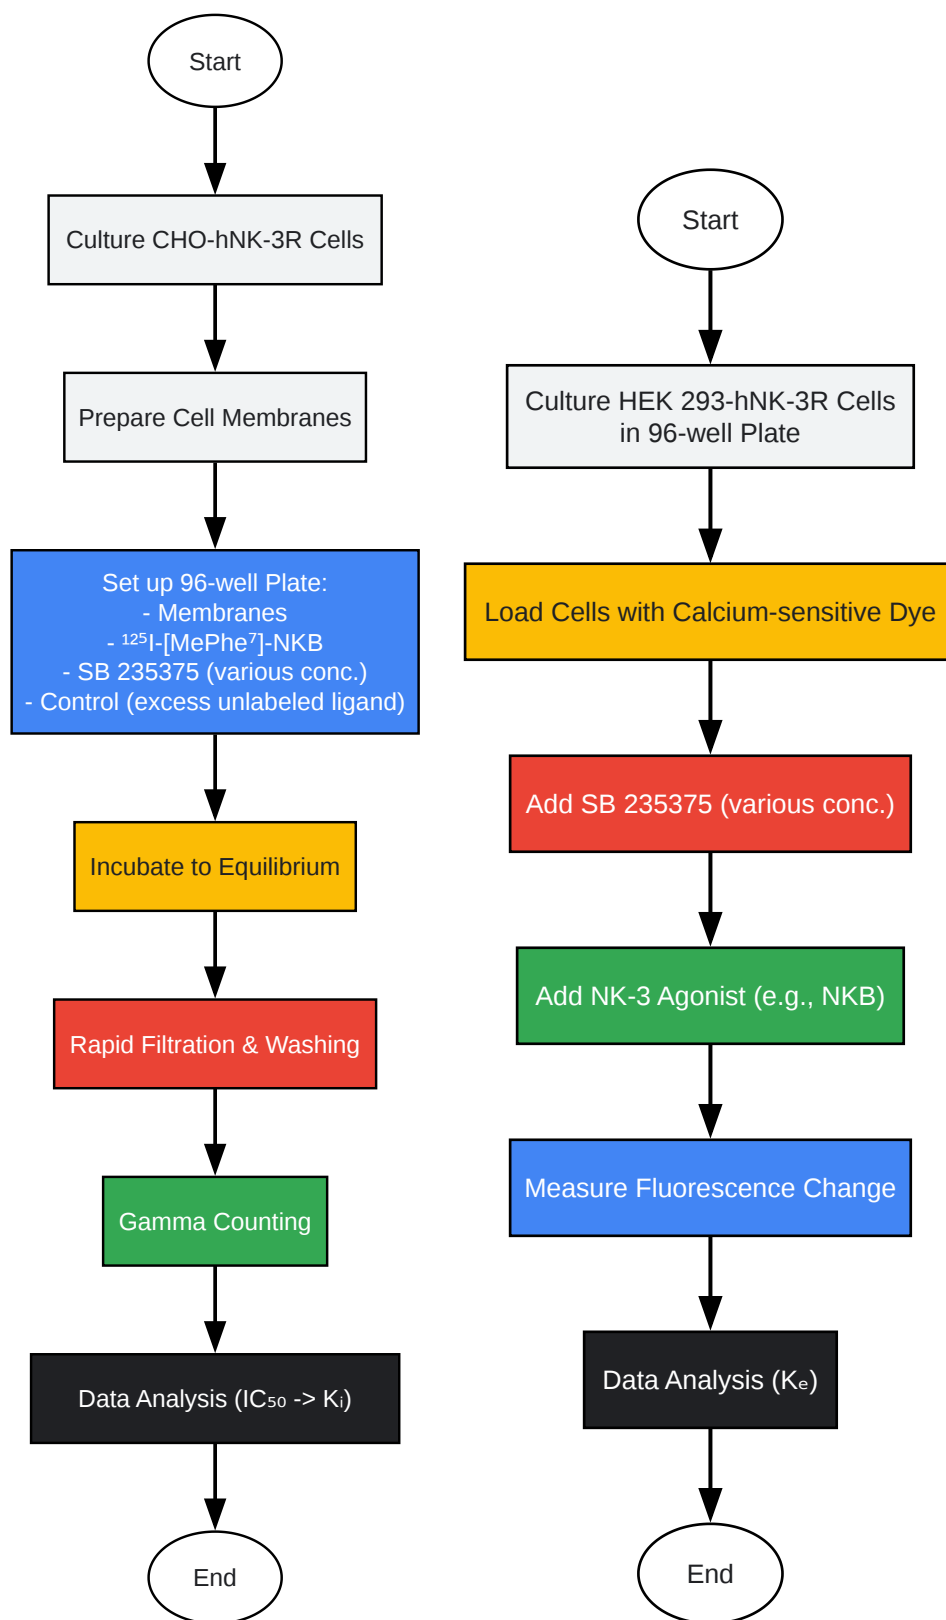 Start
Culture CHO-hNK-3R Cells
Prepare Cell Membranes
Set up 96-well Plate:
- Membranes
- ¹²⁵I-[MePhe⁷]-NKB
- SB 235375 (various conc.)
- Control (excess unlabeled ligand)
Incubate to Equilibrium
Rapid Filtration & Washing
Gamma Counting
Data Analysis (IC₅₀ -> Kᵢ)
End
Start
Culture HEK 293-hNK-3R Cells
in 96-well Plate
Load Cells with Calcium-sensitive Dye
Add SB 235375 (various conc.)
Add NK-3 Agonist (e.g., NKB)
Measure Fluorescence Change
Data Analysis (Kₑ)
End